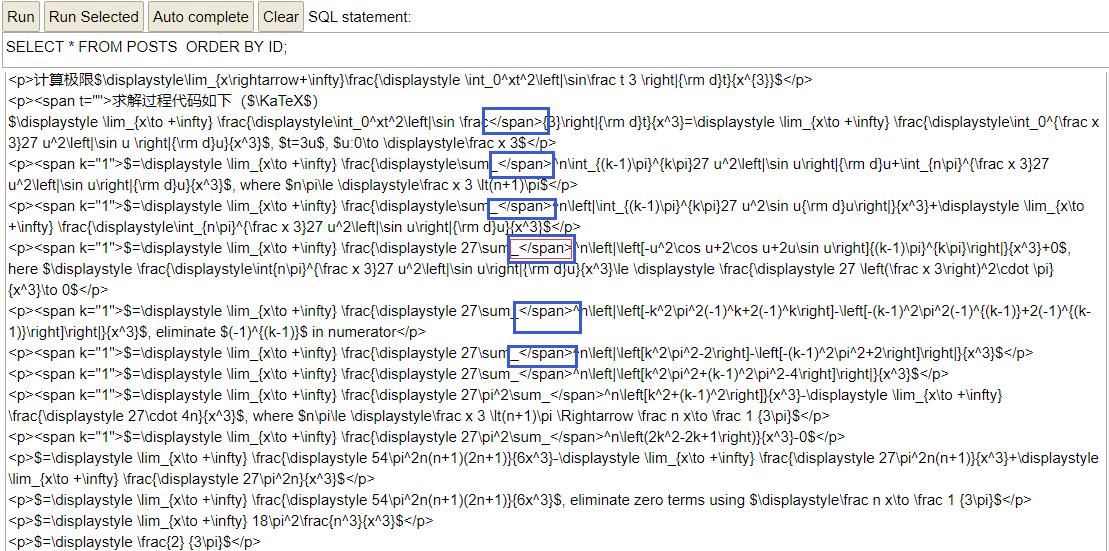 Run Run Selected Auto complete Clear SQL statement:
SELECT * FROM POSTS  ORDER BY ID;
<p>计算极限$\displaystyle\lim_{x\rightarrow+\infty}\frac{\displaystyle \int_0^xt^2\left|\sin\frac t 3 \right|{\rm d}t}{x^{3}}$</p>
<p><span t="">求解过程代码如下（$\KaTeX$）
$\displaystyle \lim_{x\to +\infty} \frac{\displaystyle\int_0^xt^2\left|\sin \frac</span>{3}\right|{\rm d}t}{x^3}=\displaystyle \lim_{x\to +\infty} \frac{\displaystyle\int_0^{\frac x
3}27 u^2\left|\sin u \right|{\rm d}u}{x^3}$, $t=3u$, $u:0\to \displaystyle\frac x 3$</p>
<p><span k="1">$=\displaystyle \lim_{x\to +\infty} \frac{\displaystyle\sum_</span>^n\int_{(k-1)\pi}^{k\pi}27 u^2\left|\sin u\right|{\rm d}u+\int_{n\pi}^{\frac x 3}27
u^2\left|\sin u\right|{\rm d}u}{x^3}$, where $n\pi\le \displaystyle\frac x 3 \lt(n+1)\pi$</p>
<p><span k="1">$=\displaystyle \lim_{x\to +\infty} \frac{\displaystyle\sum_</span>^n\left|\int_{(k-1)\pi}^{k\pi}27 u^2\sin u{\rm d}u\right|}{x^3}+\displaystyle \lim_{x\to
+\infty} \frac{\displaystyle\int_{n\pi}^{\frac x 3}27 u^2\left|\sin u\right|{\rm d}u}{x^3}$</p>
<p><span k="1">$=\displaystyle \lim_{x\to +\infty} \frac{\displaystyle 27\sum_</span>^n\left|\left[-u^2\cos u+2\cos u+2u\sin u\right]{(k-1)\pi}^{k\pi}\right|}{x^3}+0$,
here $\displaystyle \frac{\displaystyle\int{n\pi}^{\frac x 3}27 u^2\left|\sin u\right|{\rm d}u}{x^3}\le \displaystyle \frac{\displaystyle 27 \left(\frac x 3\right)^2\cdot \pi}
{x^3}\to 0$</p>
<p><span k="1">$=\displaystyle \lim_{x\to +\infty} \frac{\displaystyle 27\sum_</span>^n\left|\left[-k^2\pi^2(-1)^k+2(-1)^k\right]-\left[-(k-1)^2\pi^2(-1)^{(k-1)}+2(-1)^{(k-
1)}\right]\right|}{x^3}$, eliminate $(-1)^{(k-1)}$ in numerator</p>
<p><span k="1">$=\displaystyle \lim_{x\to +\infty} \frac{\displaystyle 27\sum_</span>^n\left|\left[k^2\pi^2-2\right]-\left[-(k-1)^2\pi^2+2\right]\right|}{x^3}$</p>
<p><span k="1">$=\displaystyle \lim_{x\to +\infty} \frac{\displaystyle 27\sum_</span>^n\left|\left[k^2\pi^2+(k-1)^2\pi^2-4\right]\right|}{x^3}$</p>
<p><span k="1">$=\displaystyle \lim_{x\to +\infty} \frac{\displaystyle 27\pi^2\sum_</span>^n\left[k^2+(k-1)^2\right]}{x^3}-\displaystyle \lim_{x\to +\infty}
\frac{\displaystyle 27\cdot 4n}{x^3}$, where $n\pi\le \displaystyle\frac x 3 \lt(n+1)\pi \Rightarrow \frac n x\to \frac 1 {3\pi}$</p>
<p><span k="1">$=\displaystyle \lim_{x\to +\infty} \frac{\displaystyle 27\pi^2\sum_</span>^n\left(2k^2-2k+1\right)}{x^3}-0$</p>
<p>$=\displaystyle \lim_{x\to +\infty} \frac{\displaystyle 54\pi^2n(n+1)(2n+1)}{6x^3}-\displaystyle \lim_{x\to +\infty} \frac{\displaystyle 27\pi^2n(n+1)}{x^3}+\displaystyle
\lim_{x\to +\infty} \frac{\displaystyle 27\pi^2n}{x^3}$</p>
<p>$=\displaystyle \lim_{x\to +\infty} \frac{\displaystyle 54\pi^2n(n+1)(2n+1)}{6x^3}$, eliminate zero terms using $\displaystyle\frac n x\to \frac 1 {3\pi}$</p>
<p>$=\displaystyle \lim_{x\to +\infty} 18\pi^2\frac{n^3}{x^3}$</p>
<p>$=\displaystyle \frac{2} {3\pi}$</p>